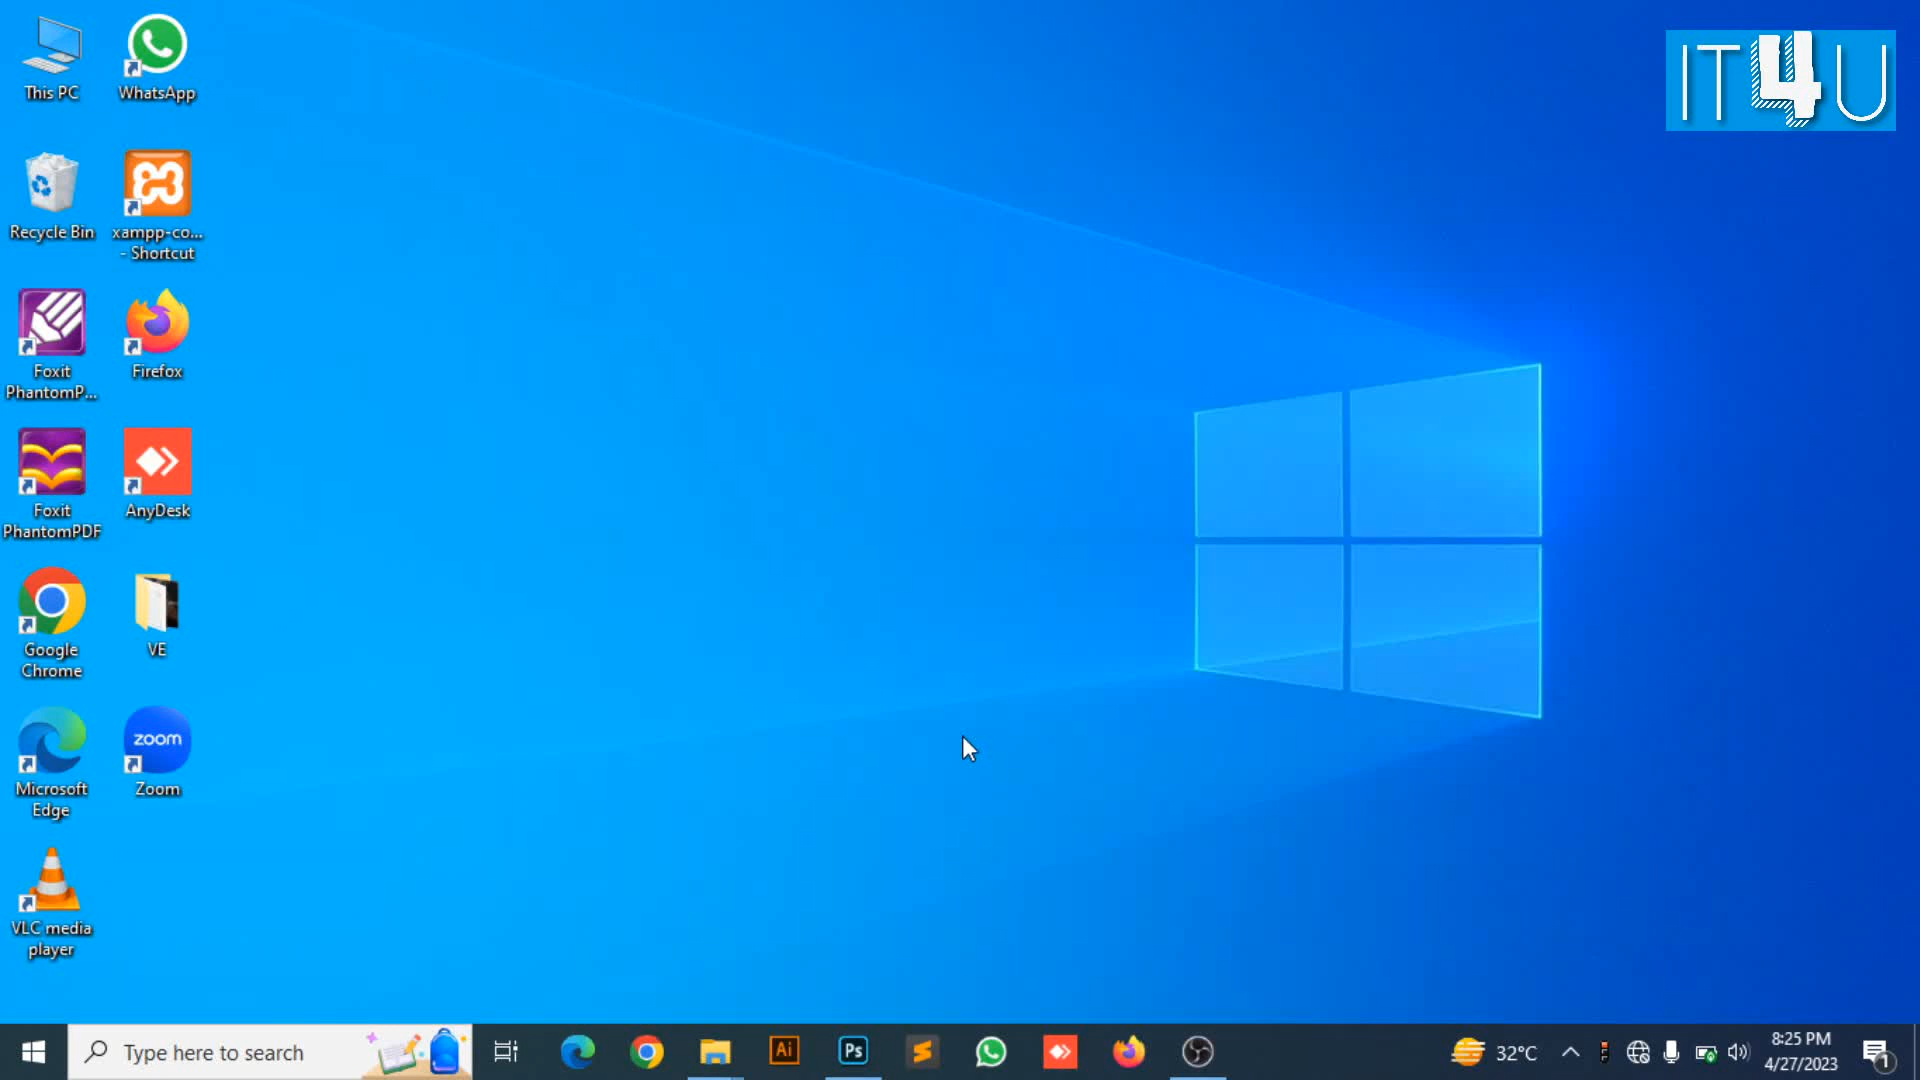 This PC
WhatsApp
IT4U
Recycle Bin
xampp-co...
- Shortcut
Foxit
PhantomP...
Firefox
Foxit
PhantomPDF
AnyDesk
Google
Chrome
VE
Microsoft
Edge
zoom
Zoom
VLC media
player
Type here to search
Ai
Ps
32°C
8:25 PM
4/27/2023
1